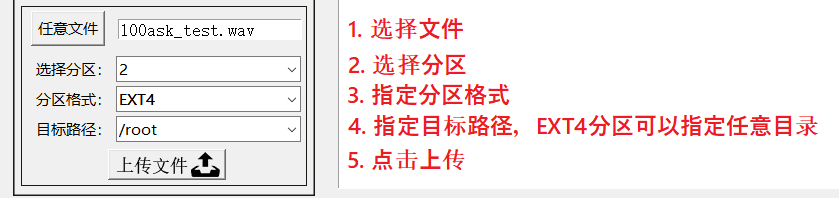 任意文件 100ask_test.wav
选择分区： 2
分区格式： EXT4
目标路径： /root
上传文件
1. 选择文件
2. 选择分区
3. 指定分区格式
4. 指定目标路径，EXT4分区可以指定任意目录
5. 点击上传